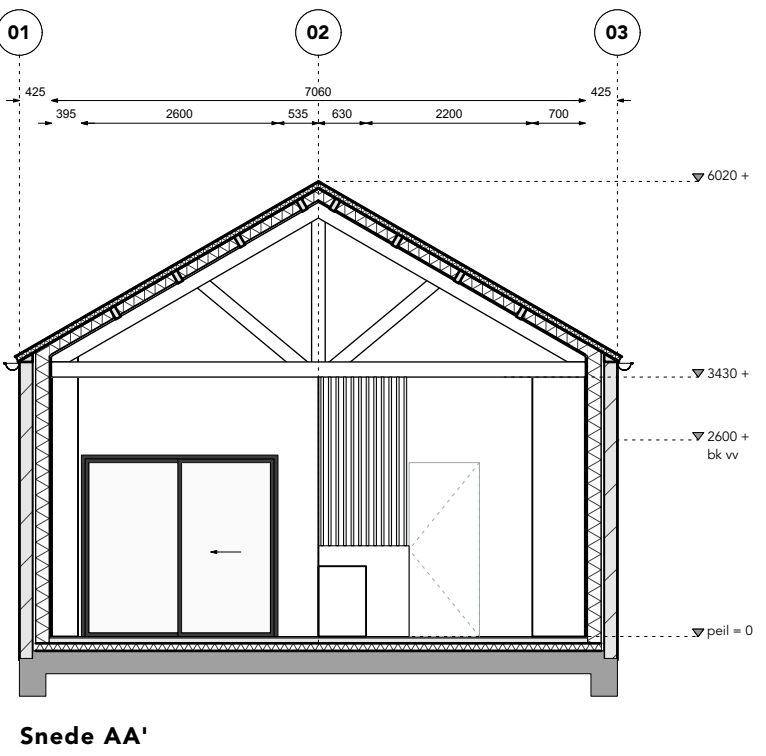 01 02 03
425 7060 425
395 2600 535 630 2200 700
6020 +
3430 +
2600 +
bk vv
peil = 0
Snede AA'